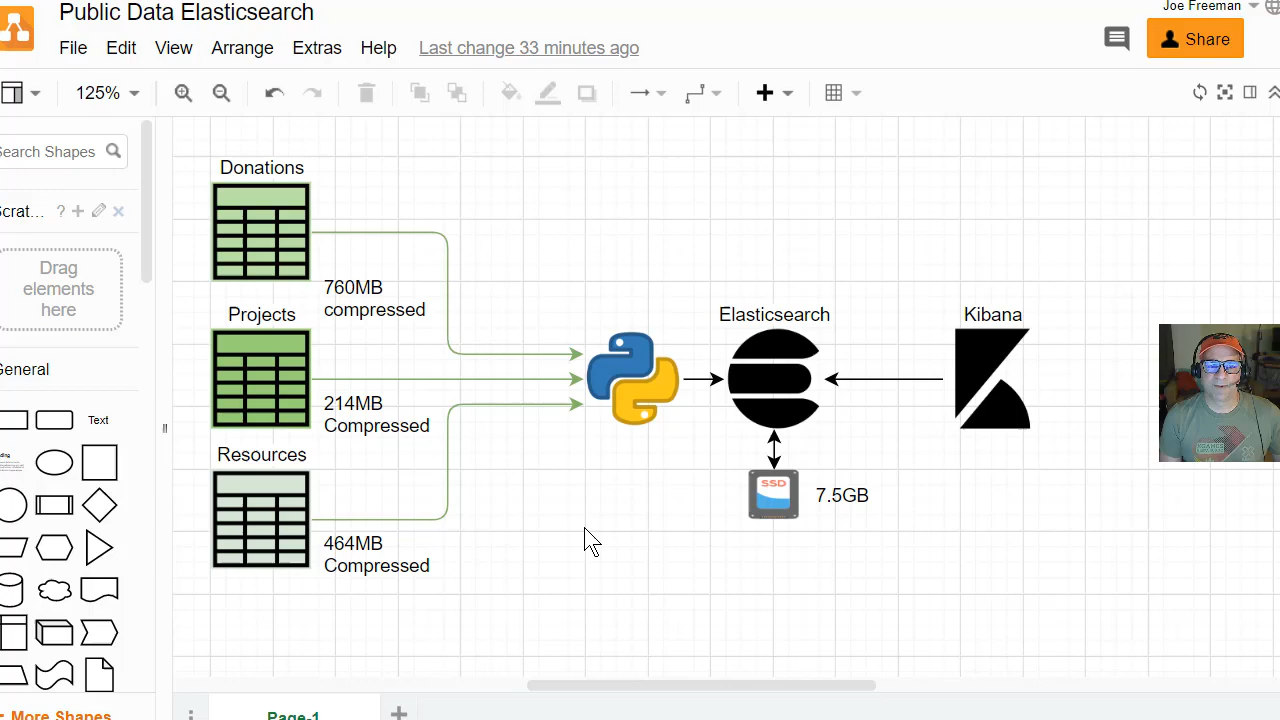 Public Data Elasticsearch
Joe Freeman
File Edit View Arrange Extras Help Last change 33 minutes ago
Share
125%
Search Shapes
Scrat... ?
Drag
elements
here
General
Text
More Shapes
Donations
760MB
compressed
Projects
214MB
Compressed
Resources
464MB
Compressed
Elasticsearch
SSD
7.5GB
Kibana
Page-1